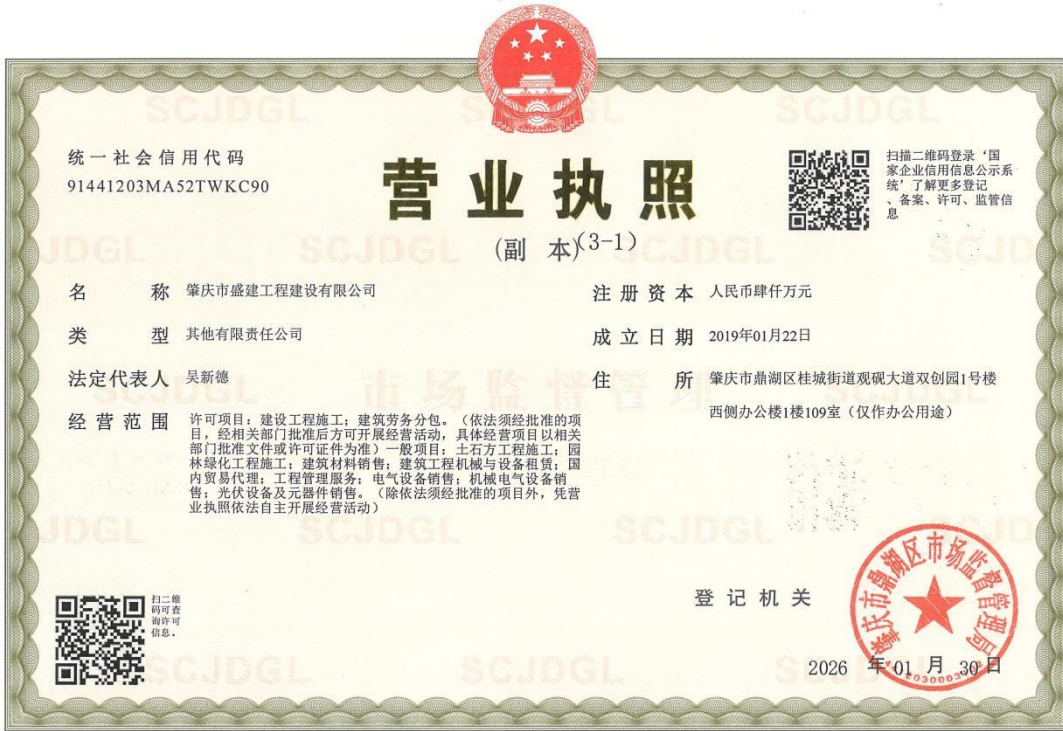 统一社会信用代码
91441203MA52TWKC90
营业执照
(副 本)(3-1)
扫描二维码登录‘国
家企业信用信息公示系
统’了解更多登记
、备案、许可、监管信
息
名 称 肇庆市盛建工程建设有限公司
类 型 其他有限责任公司
法定代表人 吴新德
经营范围 许可项目：建设工程施工；建筑劳务分包。（依法须经批准的项
目，经相关部门批准后方可开展经营活动，具体经营项目以相关
部门批准文件或许可证件为准）一般项目：土石方工程施工；园
林绿化工程施工；建筑材料销售；建筑工程机械与设备租赁；国
内贸易代理；工程管理服务；电气设备销售；机械电气设备销
售；光伏设备及元器件销售。（除依法须经批准的项目外，凭营
业执照依法自主开展经营活动）
注册资本 人民币肆仟万元
成立日期 2019年01月22日
住 所 肇庆市鼎湖区桂城街道观砚大道双创园1号楼
西侧办公楼1楼109室（仅作办公用途）
SCJDGL
市场监督管理
扫二维
码可查
询许可
信息。
登记机关
肇庆市鼎湖区市场监督管理局
2026 年 01 月 30 日